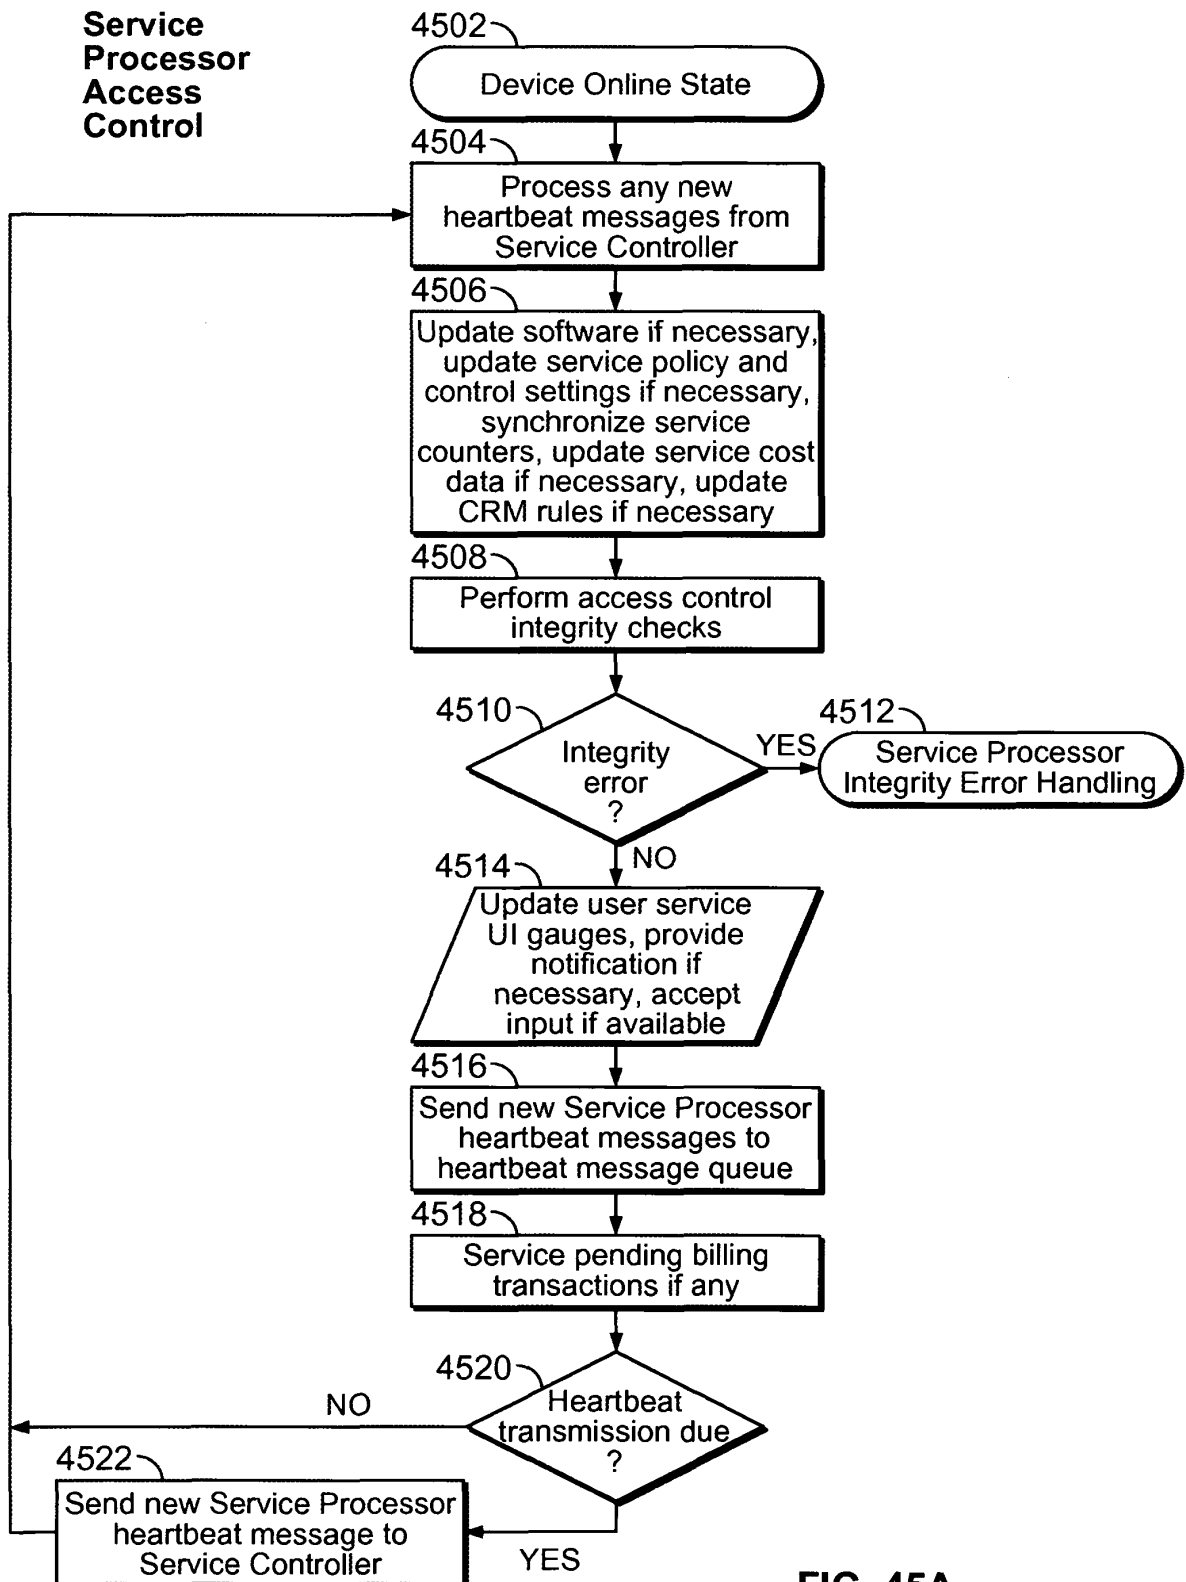 Service
Processor
Access
Control
4502
Device Online State
4504
Process any new
heartbeat messages from
Service Controller
4506
Update software if necessary,
update service policy and
control settings if necessary,
synchronize service
counters, update service cost
data if necessary, update
CRM rules if necessary
4508
Perform access control
integrity checks
4510
Integrity
error
?
YES
4512
Service Processor
Integrity Error Handling
NO
4514
Update user service
UI gauges, provide
notification if
necessary, accept
input if available
4516
Send new Service Processor
heartbeat messages to
heartbeat message queue
4518
Service pending billing
transactions if any
4520
Heartbeat
transmission due
?
NO
4522
Send new Service Processor
heartbeat message to
Service Controller
YES
FIG. 45A